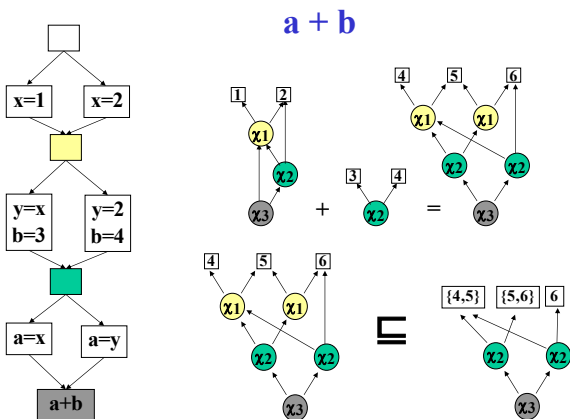 a + b
x=1 x=2
y=x y=2
b=3 b=4
a=x a=y
a+b
1 2
χ1
χ2
χ3
+
3 4
χ2
=
4 5 6
χ1 χ1
χ2 χ2
χ3
4 5 6
χ1 χ1
χ2 χ2
χ3
⊑
{4,5} {5,6} 6
χ2 χ2
χ3